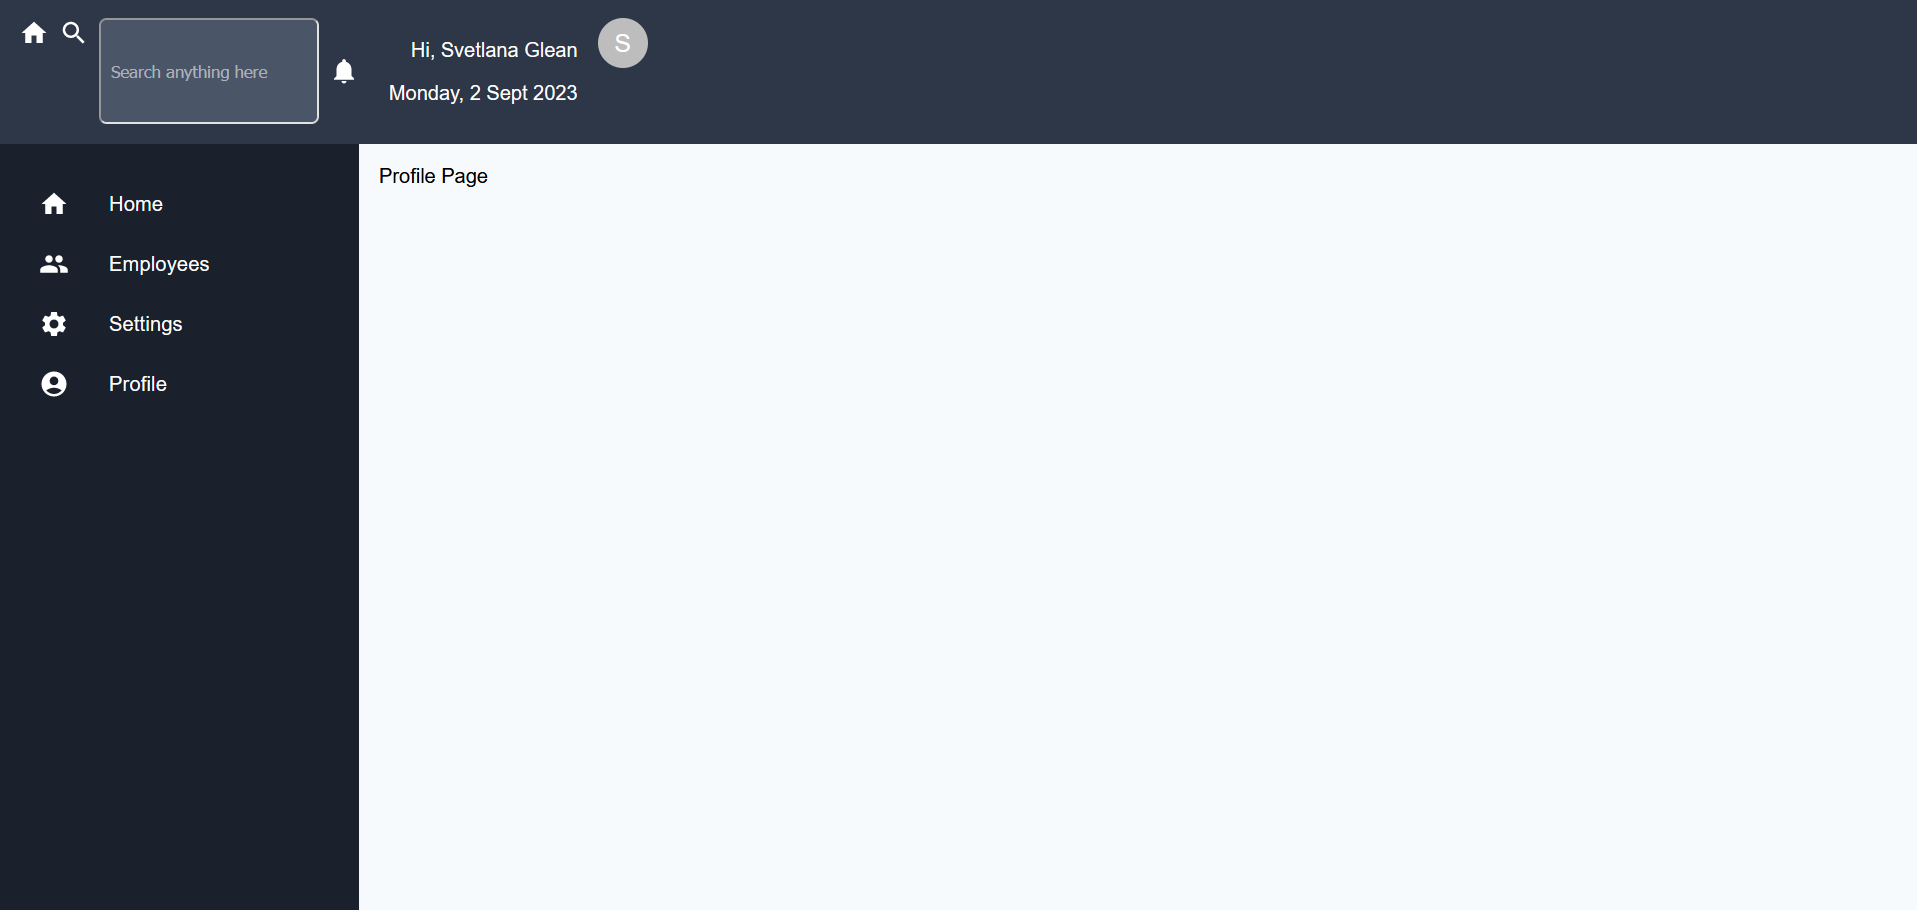 Search anything here
Hi, Svetlana Glean
S
Monday, 2 Sept 2023
Home
Employees
Settings
Profile
Profile Page